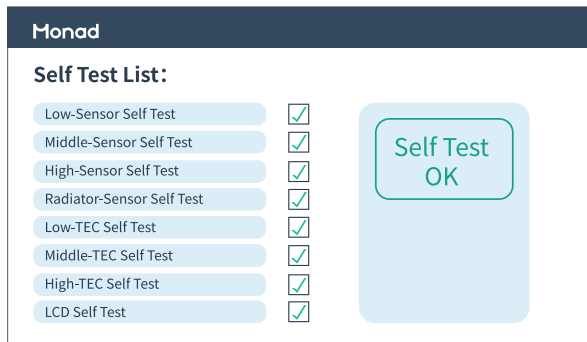 Monad
Self Test List:
Low-Sensor Self Test
Middle-Sensor Self Test
High-Sensor Self Test
Radiator-Sensor Self Test
Low-TEC Self Test
Middle-TEC Self Test
High-TEC Self Test
LCD Self Test
Self Test
OK